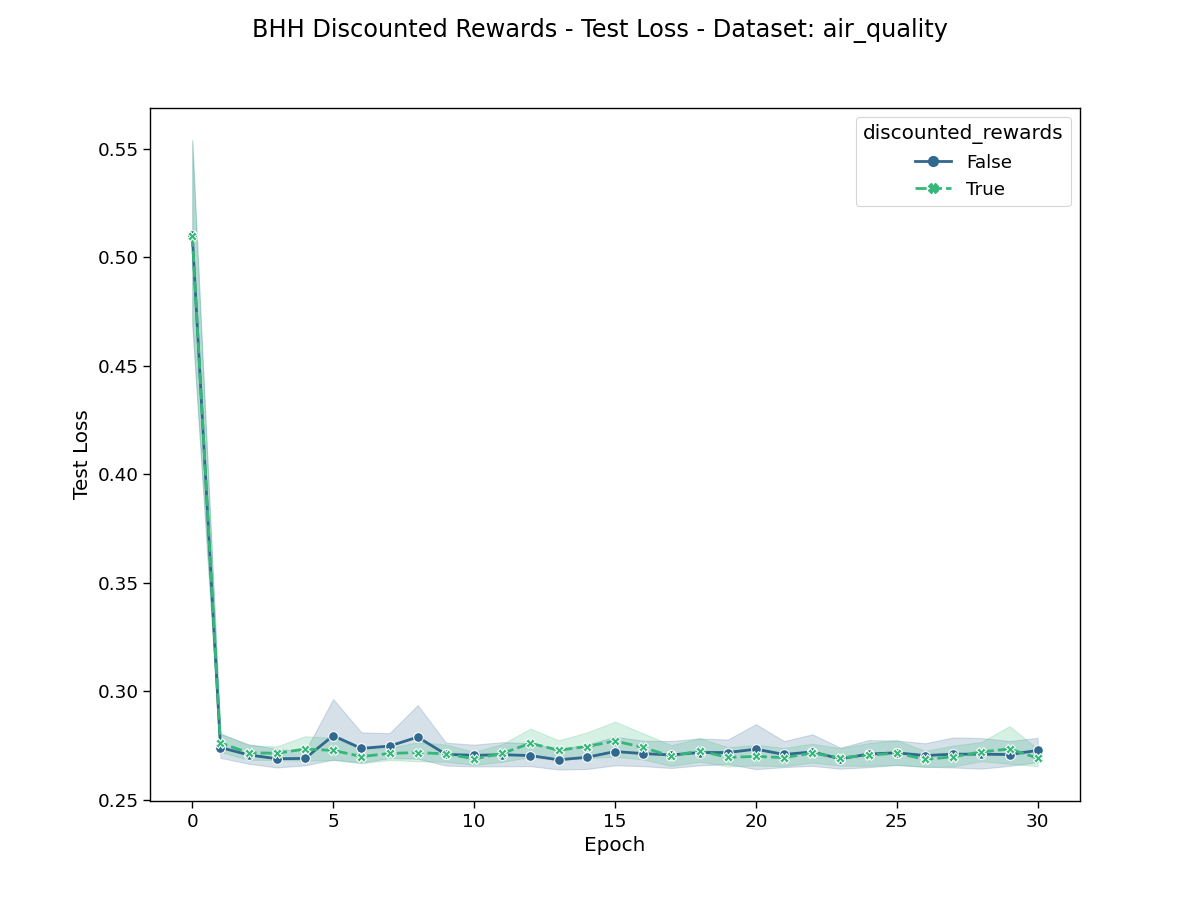 BHH Discounted Rewards - Test Loss - Dataset: air_quality
discounted_rewards
False
True
Test Loss
0.55
0.50
0.45
0.40
0.35
0.30
0.25
0 5 10 15 20 25 30
Epoch